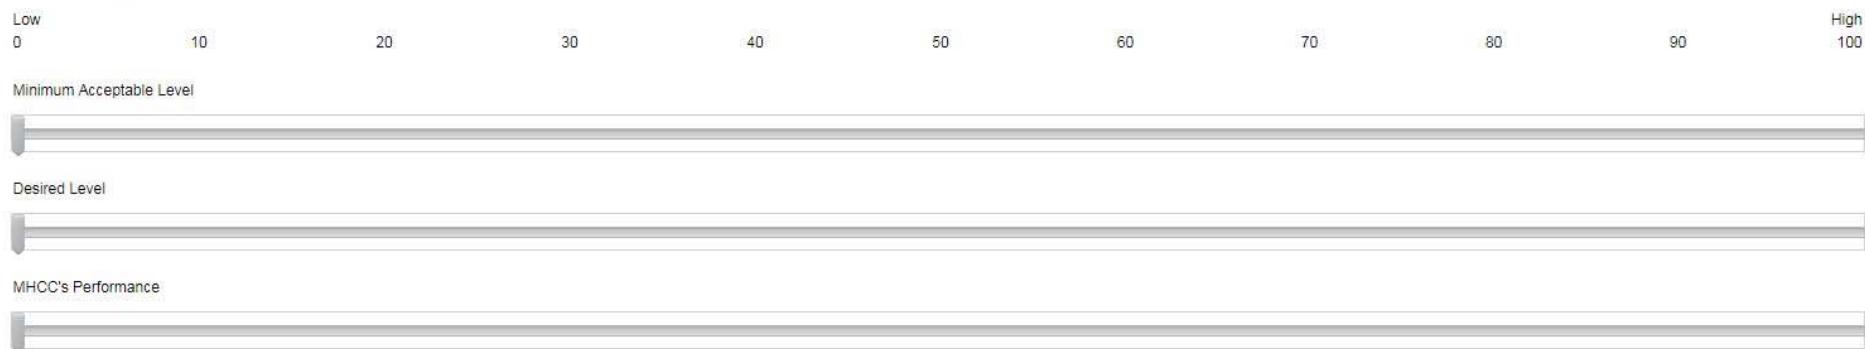 Low High
0 10 20 30 40 50 60 70 80 90 100
Minimum Acceptable Level
Desired Level
MHCC's Performance